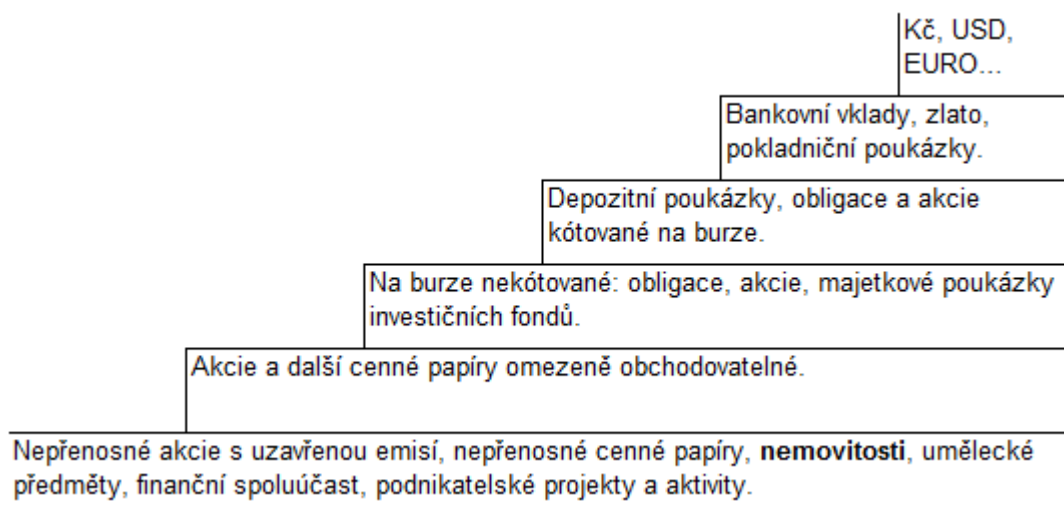 Kč, USD,
EURO...
Bankovní vklady, zlato,
pokladniční poukázky.
Depozitní poukázky, obligace a akcie
kótované na burze.
Na burze nekótované: obligace, akcie, majetkové poukázky
investičních fondů.
Akcie a další cenné papíry omezeně obchodovatelné.
Nepřenosné akcie s uzavřenou emisí, nepřenosné cenné papíry, nemovitosti, umělecké
předměty, finanční spoluúčast, podnikatelské projekty a aktivity.